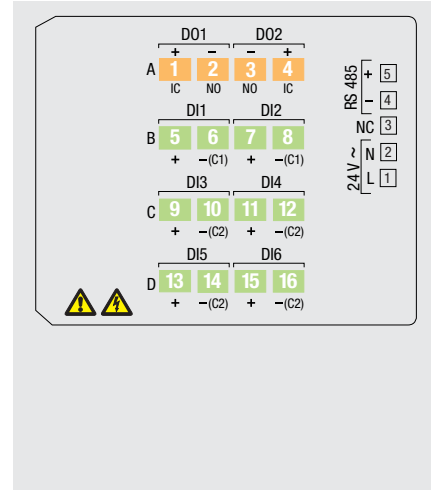 DO1 DO2
+ − − +
A 1 2 3 4
IC NO NO IC
DI1 DI2
B 5 6 7 8
+ −(C1) + −(C1)
DI3 DI4
C 9 10 11 12
+ −(C2) + −(C2)
DI5 DI6
D 13 14 15 16
+ −(C2) + −(C2)
RS 485
+ 5
− 4
NC 3
24V ~
N 2
L 1